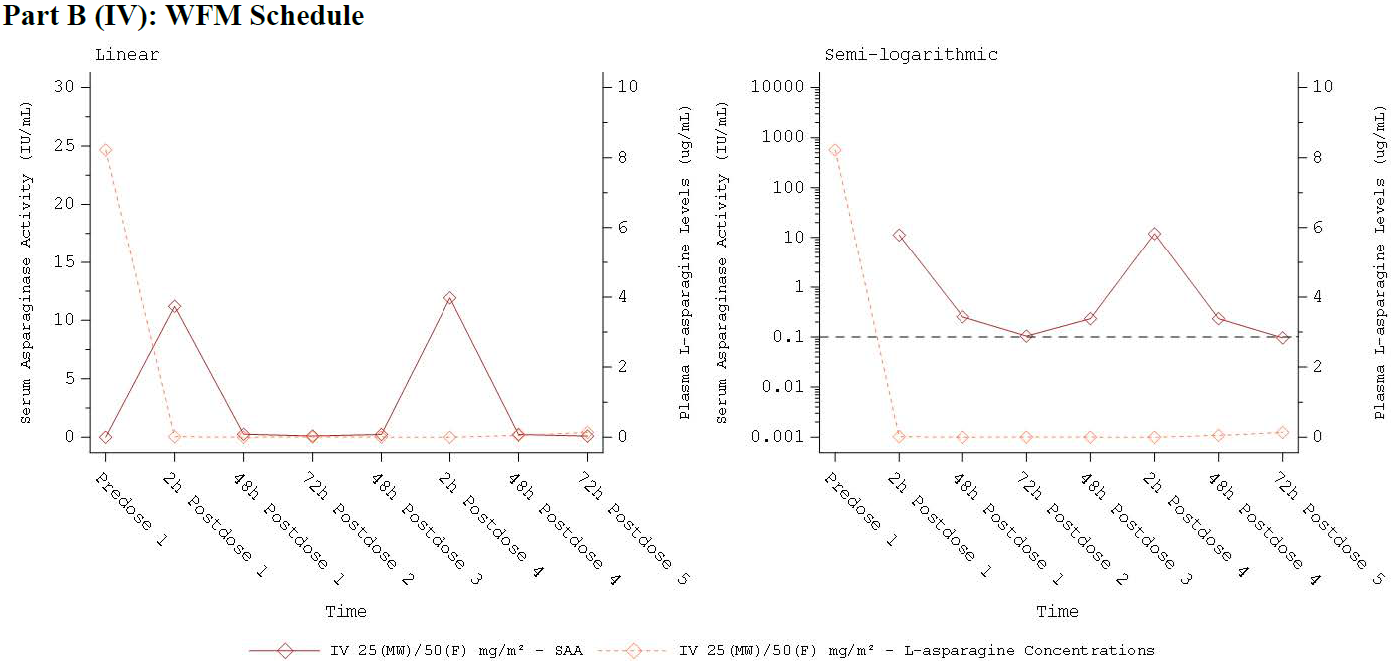 Part B (IV): WFM Schedule
Linear
Serum Asparaginase Activity (IU/mL)
30
25
20
15
10
5
0
10
8
6
4
2
0
Plasma L-asparagine Levels (ug/mL)
Predose 1
2h Postdose 1
48h Postdose 1
72h Postdose 2
48h Postdose 3
2h Postdose 4
48h Postdose 4
72h Postdose 5
Time
Semi-logarithmic
Serum Asparaginase Activity (IU/mL)
10000
1000
100
10
1
0.1
0.01
0.001
10
8
6
4
2
0
Plasma L-asparagine Levels (ug/mL)
Predose 1
2h Postdose 1
48h Postdose 1
72h Postdose 2
48h Postdose 3
2h Postdose 4
48h Postdose 4
72h Postdose 5
Time
IV 25(MW)/50(F) mg/m² - SAA
IV 25(MW)/50(F) mg/m² - L-asparagine Concentrations